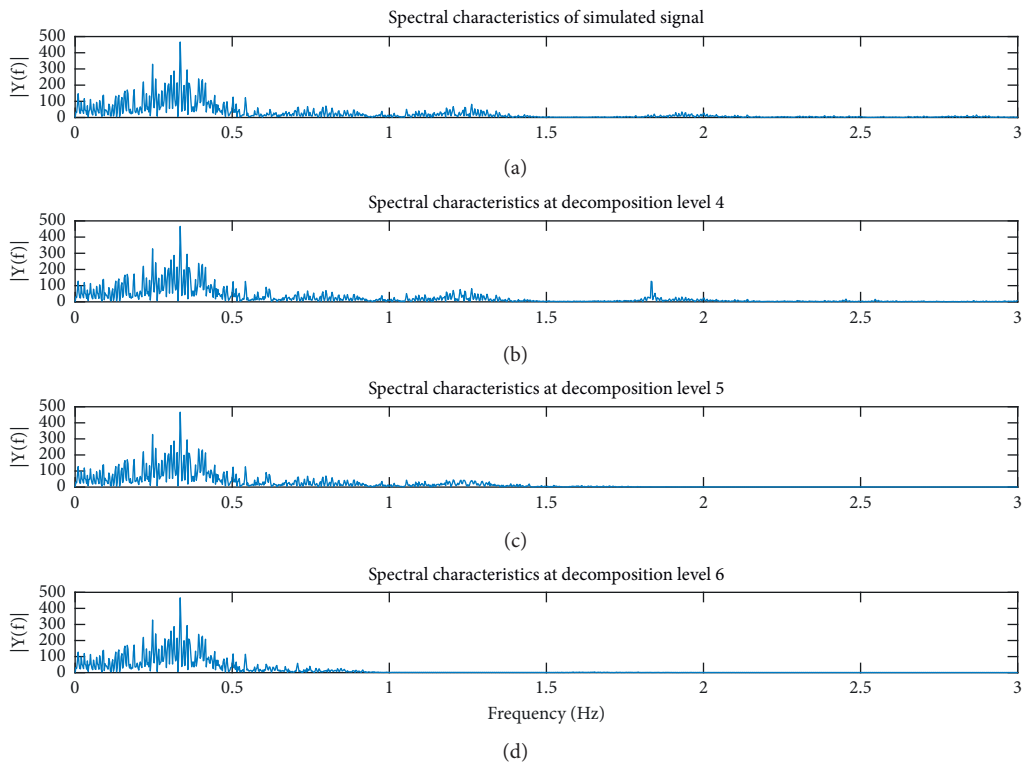 Spectral characteristics of simulated signal
500
400
300
200
100
0
|Y(f)|
0 0.5 1 1.5 2 2.5 3
(a)
Spectral characteristics at decomposition level 4
500
400
300
200
100
0
|Y(f)|
0 0.5 1 1.5 2 2.5 3
(b)
Spectral characteristics at decomposition level 5
500
400
300
200
100
0
|Y(f)|
0 0.5 1 1.5 2 2.5 3
(c)
Spectral characteristics at decomposition level 6
500
400
300
200
100
0
|Y(f)|
0 0.5 1 1.5 2 2.5 3
Frequency (Hz)
(d)